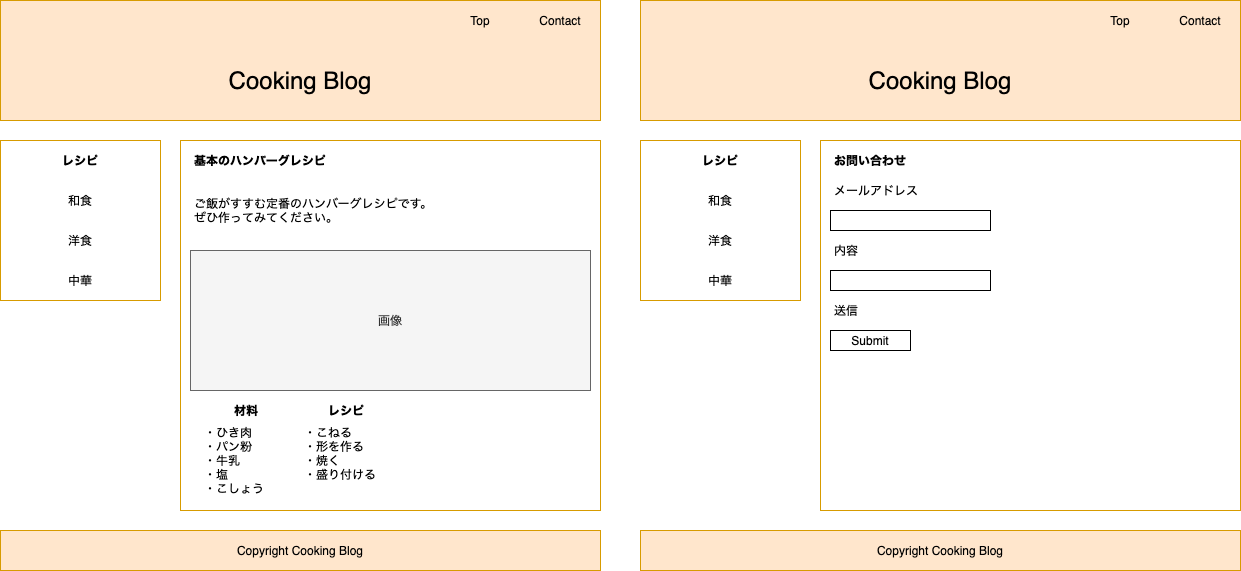 Top
Contact
Cooking Blog
レシピ
和食
洋食
中華
基本のハンバーグレシピ
ご飯がすすむ定番のハンバーグレシピです。
ぜひ作ってみてください。
画像
材料
・ひき肉
・パン粉
・牛乳
・塩
・こしょう
レシピ
・こねる
・形を作る
・焼く
・盛り付ける
Copyright Cooking Blog
Top
Contact
Cooking Blog
レシピ
和食
洋食
中華
お問い合わせ
メールアドレス
内容
送信
Submit
Copyright Cooking Blog